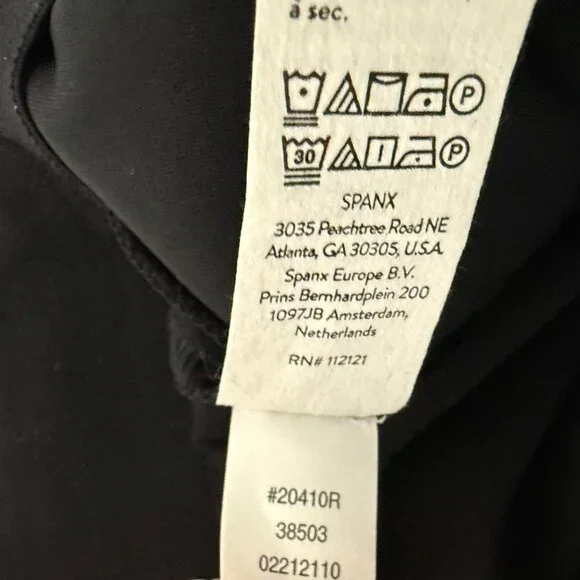 à sec.
P
30 P
SPANX
3035 Peachtree Road NE
Atlanta, GA 30305, U.S.A.
Spanx Europe B.V.
Prins Bernhardplein 200
1097JB Amsterdam,
Netherlands
RN# 112121
#20410R
38503
02212110